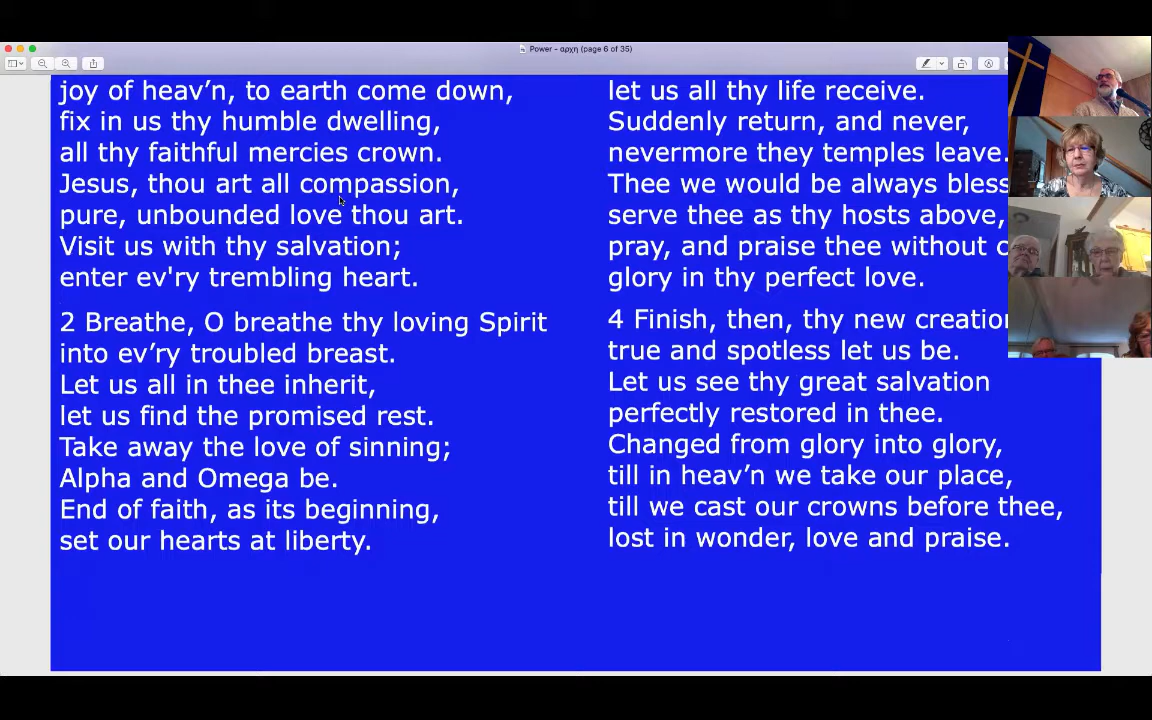 Power - αρχη (page 6 of 35)
joy of heav’n, to earth come down,
fix in us thy humble dwelling,
all thy faithful mercies crown.
Jesus, thou art all compassion,
pure, unbounded love thou art.
Visit us with thy salvation;
enter ev'ry trembling heart.
2 Breathe, O breathe thy loving Spirit
into ev’ry troubled breast.
Let us all in thee inherit,
let us find the promised rest.
Take away the love of sinning;
Alpha and Omega be.
End of faith, as its beginning,
set our hearts at liberty.
let us all thy life receive.
Suddenly return, and never,
nevermore they temples leave.
Thee we would be always bless
serve thee as thy hosts above,
pray, and praise thee without
glory in thy perfect love.
4 Finish, then, thy new
true and spotless let us be.
Let us see thy great salvation
perfectly restored in thee.
Changed from glory into glory,
till in heav’n we take our place,
till we cast our crowns before thee,
lost in wonder, love and praise.